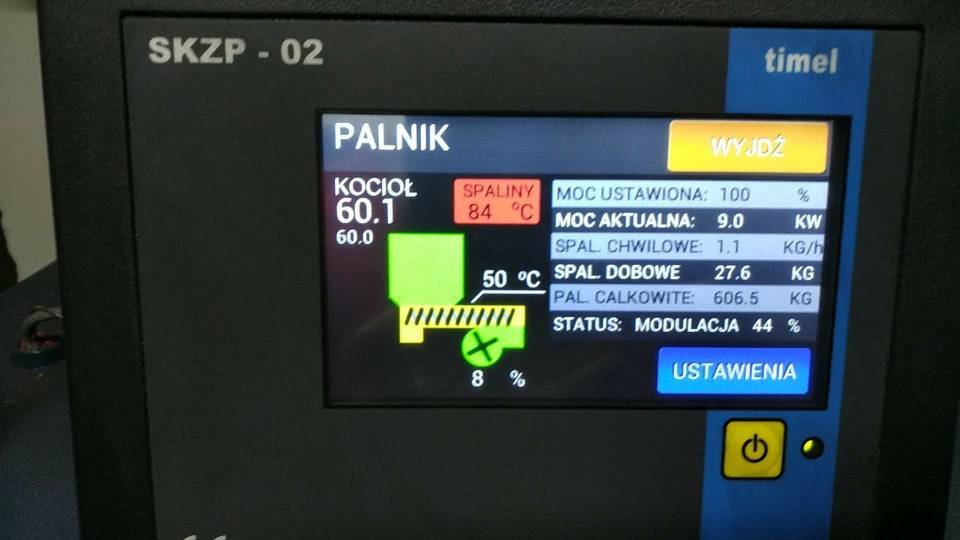 SKZP - 02
timel
PALNIK
WYJDŹ
KOCIOŁ
60.1
60.0
SPALINY
84 °C
50 °C
8 %
MOC USTAWIONA: 100 %
MOC AKTUALNA: 9.0 KW
SPAL. CHWILOWE: 1.1 KG/h
SPAL. DOBOWE 27.6 KG
PAL. CALKOWITE: 606.5 KG
STATUS: MODULACJA 44 %
USTAWIENIA